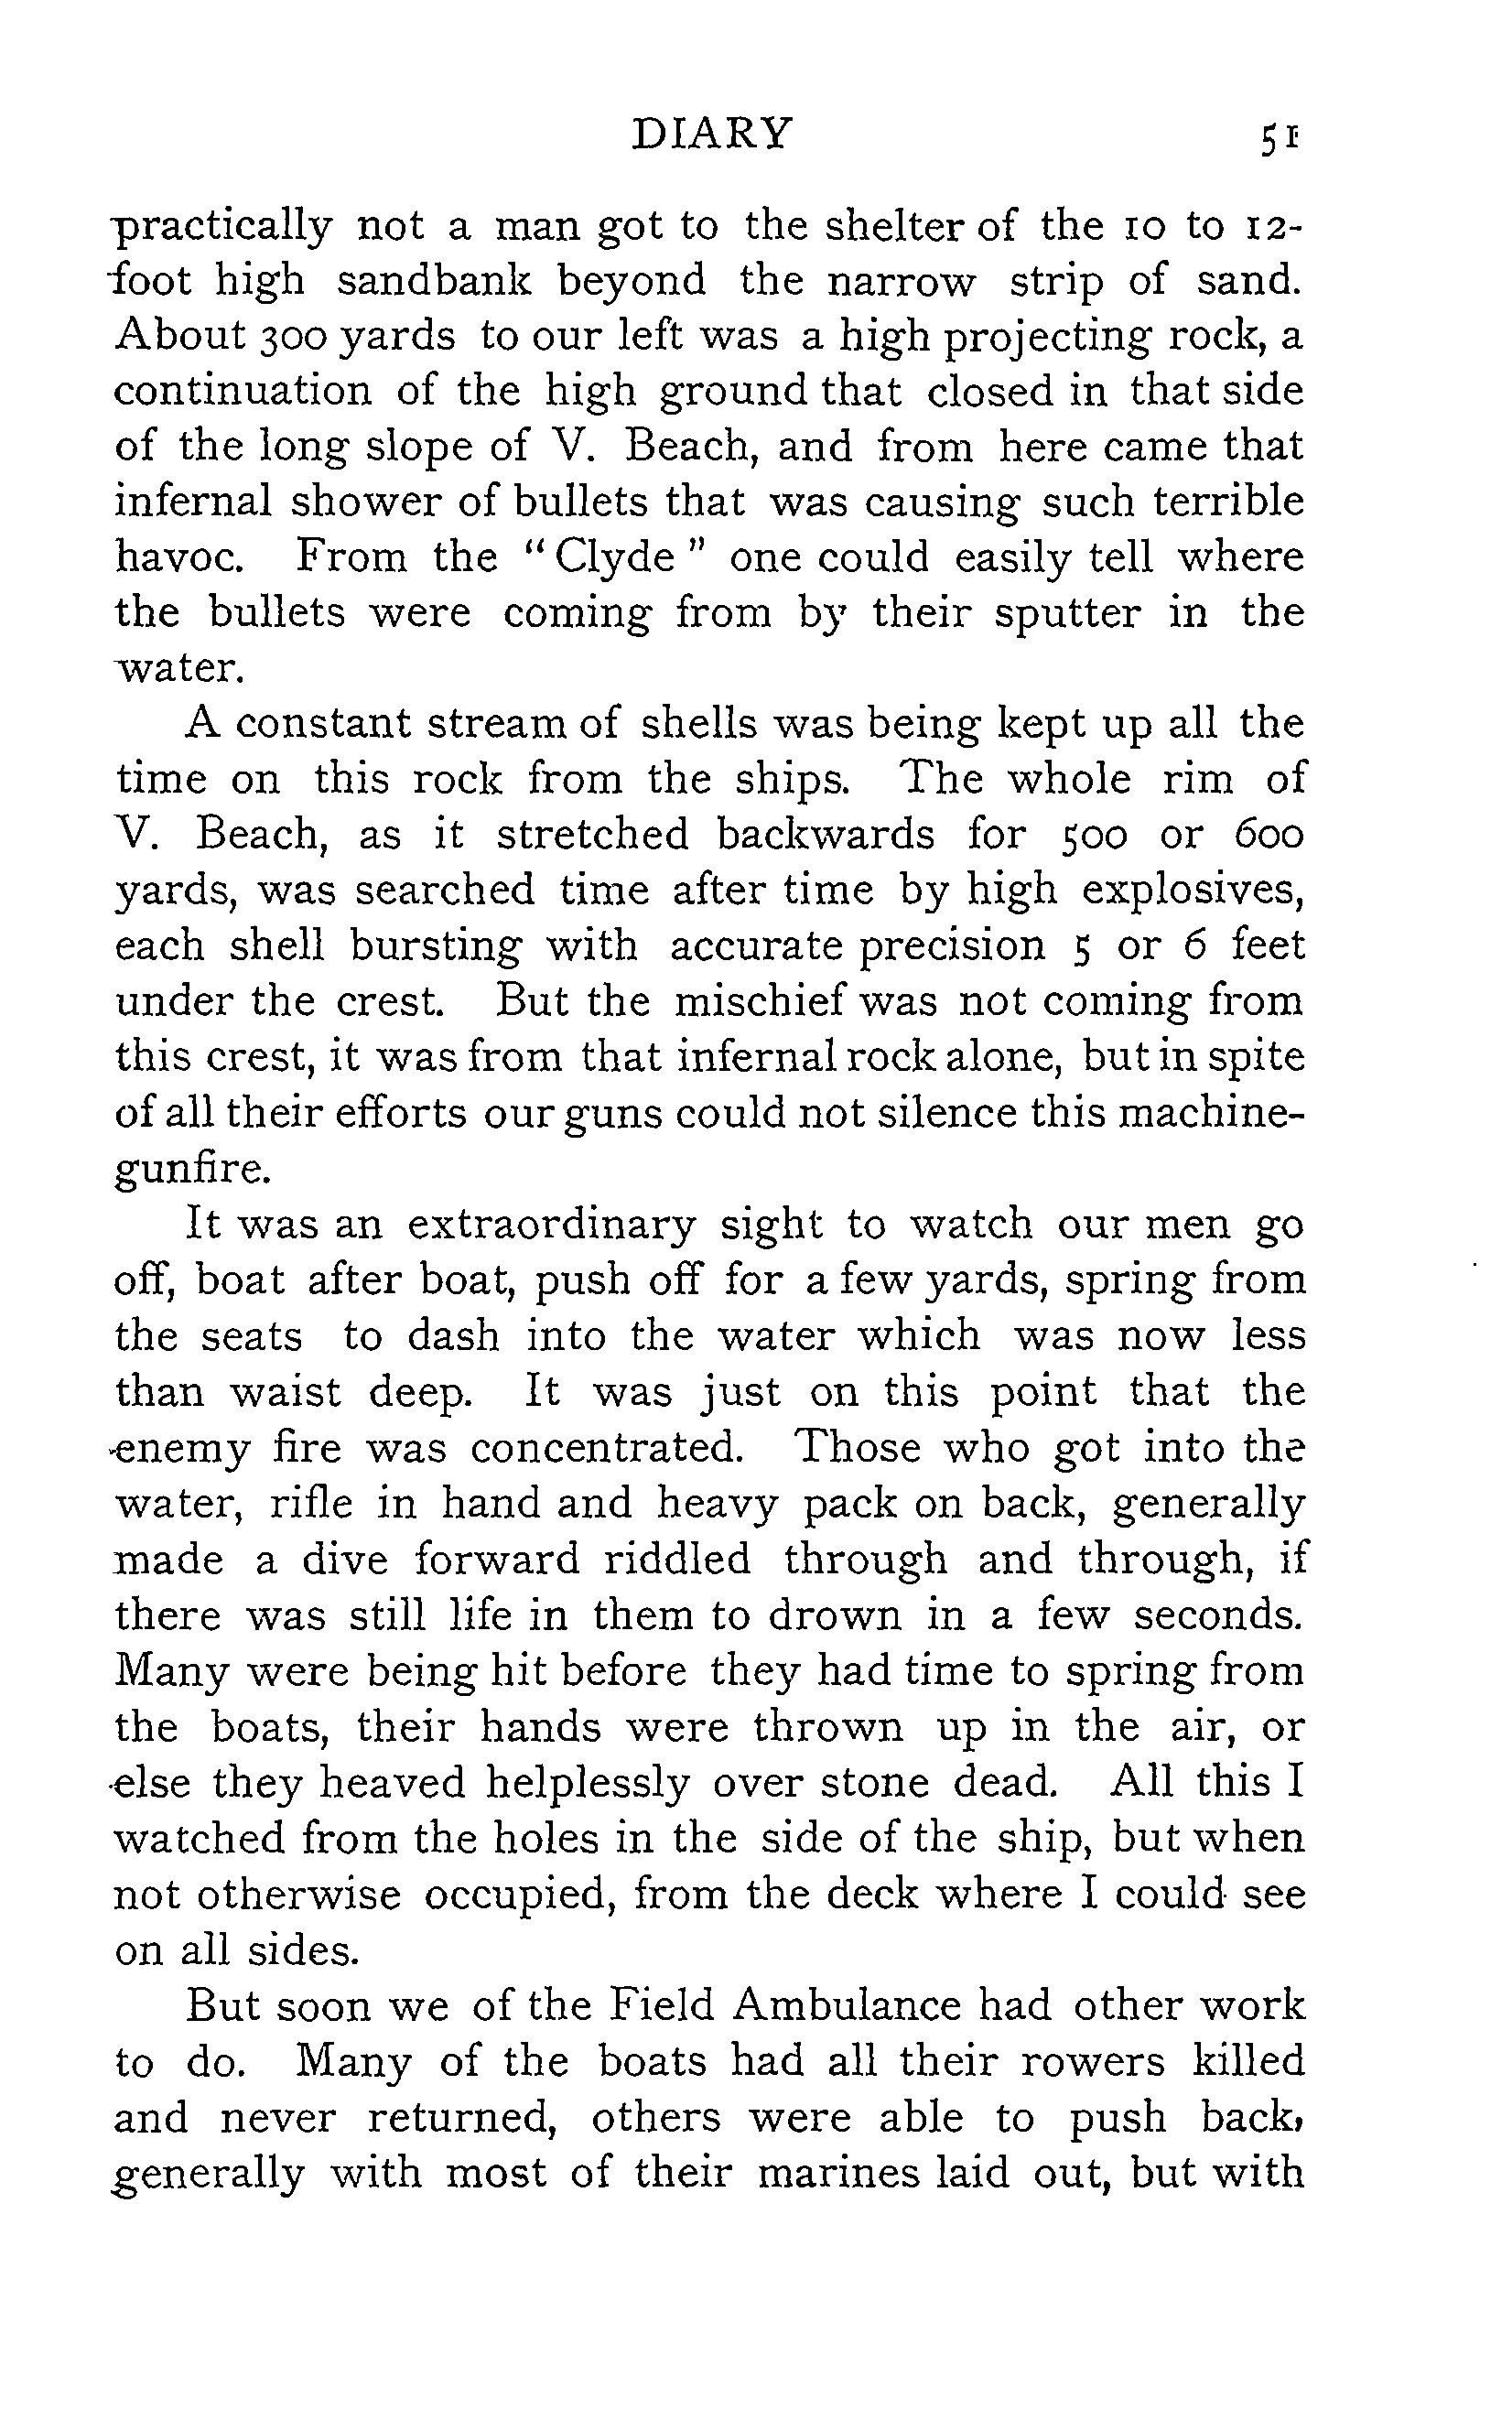 DIARY 51
practically not a man got to the shelter of the 10 to 12-
foot high sandbank beyond the narrow strip of sand.
About 300 yards to our left was a high projecting rock, a
continuation of the high ground that closed in that side
of the long slope of V. Beach, and from here came that
infernal shower of bullets that was causing such terrible
havoc. From the "Clyde" one could easily tell where
the bullets were coming from by their sputter in the
water.
A constant stream of shells was being kept up all the
time on this rock from the ships. The whole rim of
V. Beach, as it stretched backwards for 500 or 600
yards, was searched time after time by high explosives,
each shell bursting with accurate precision 5 or 6 feet
under the crest. But the mischief was not coming from
this crest, it was from that infernal rock alone, but in spite
of all their efforts our guns could not silence this machine-
gunfire.
It was an extraordinary sight to watch our men go
off, boat after boat, push off for a few yards, spring from
the seats to dash into the water which was now less
than waist deep. It was just on this point that the
enemy fire was concentrated. Those who got into the
water, rifle in hand and heavy pack on back, generally
made a dive forward riddled through and through, if
there was still life in them to drown in a few seconds.
Many were being hit before they had time to spring from
the boats, their hands were thrown up in the air, or
else they heaved helplessly over stone dead. All this I
watched from the holes in the side of the ship, but when
not otherwise occupied, from the deck where I could see
on all sides.
But soon we of the Field Ambulance had other work
to do. Many of the boats had all their rowers killed
and never returned, others were able to push back,
generally with most of their marines laid out, but with